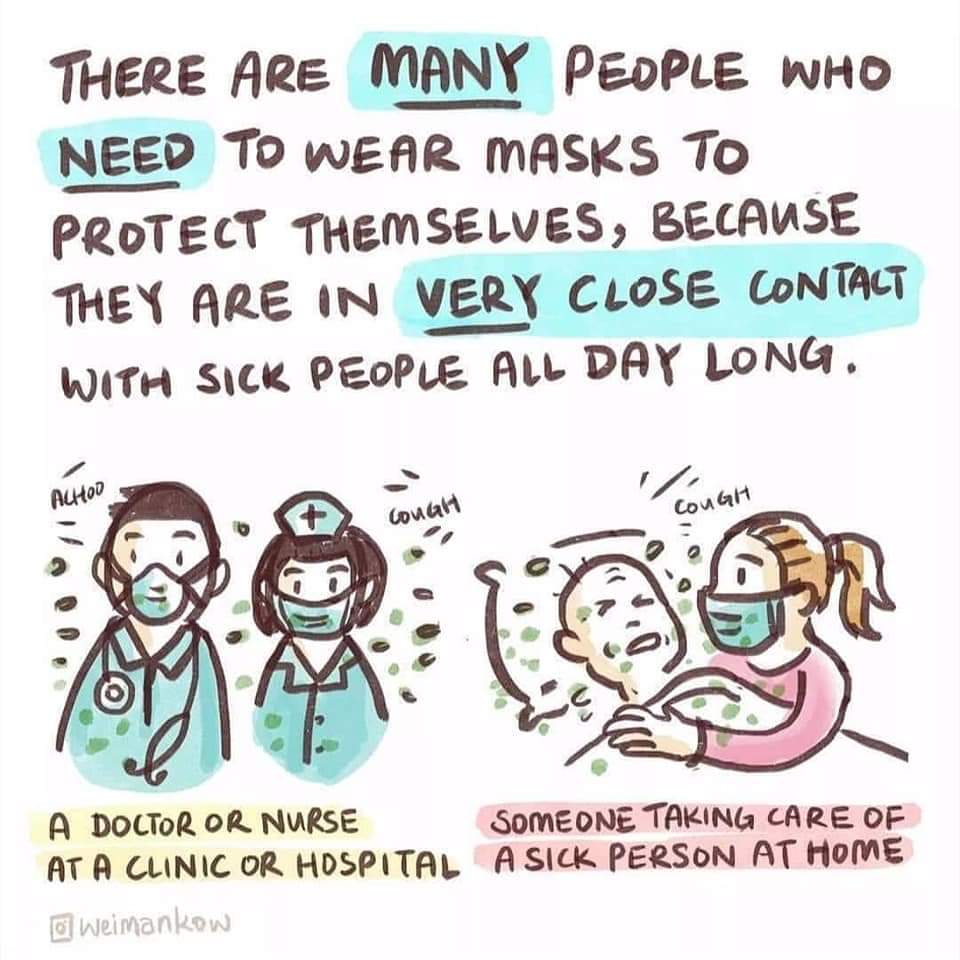 THERE ARE MANY PEOPLE WHO
NEED TO WEAR MASKS TO
PROTECT THEMSELVES, BECAUSE
THEY ARE IN VERY CLOSE CONTACT
WITH SICK PEOPLE ALL DAY LONG.
ACHOO
COUGH
COUGH
A DOCTOR OR NURSE
AT A CLINIC OR HOSPITAL
SOMEONE TAKING CARE OF
A SICK PERSON AT HOME
weimankow